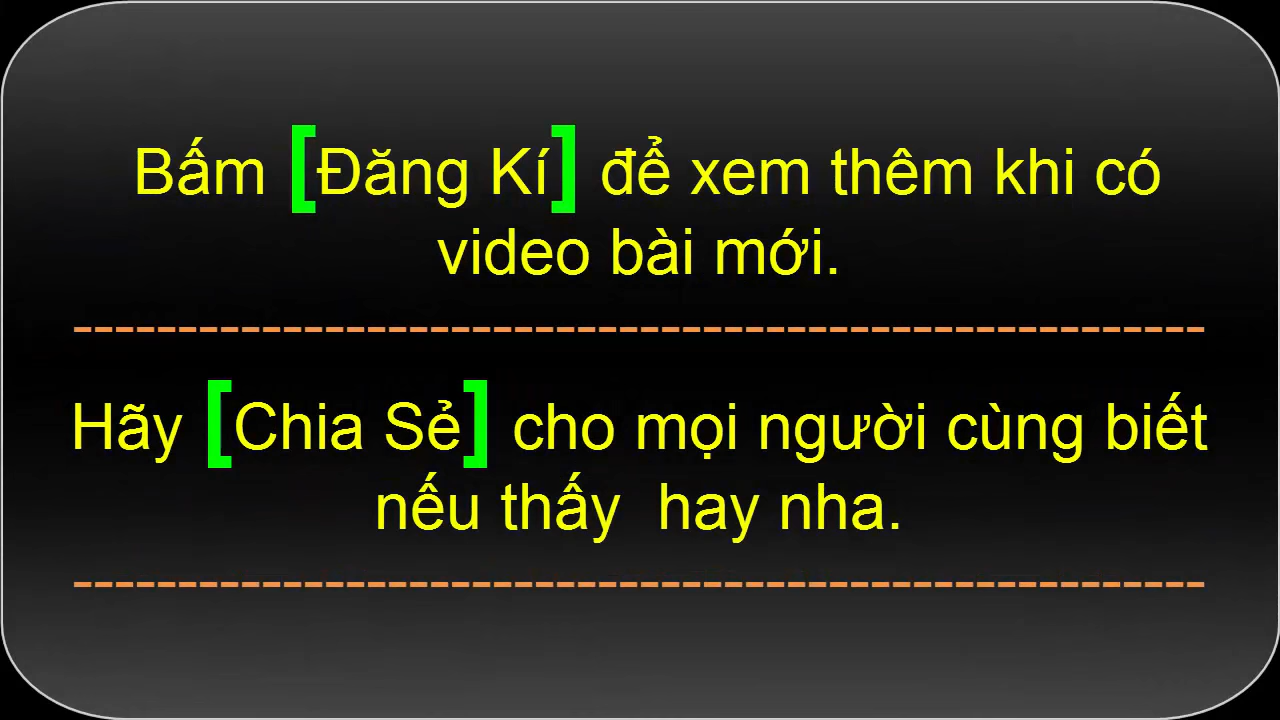 Bấm [Đăng Kí] để xem thêm khi có
video bài mới.
------------------------------------------------------
Hãy [Chia Sẻ] cho mọi người cùng biết
nếu thấy  hay nha.
------------------------------------------------------